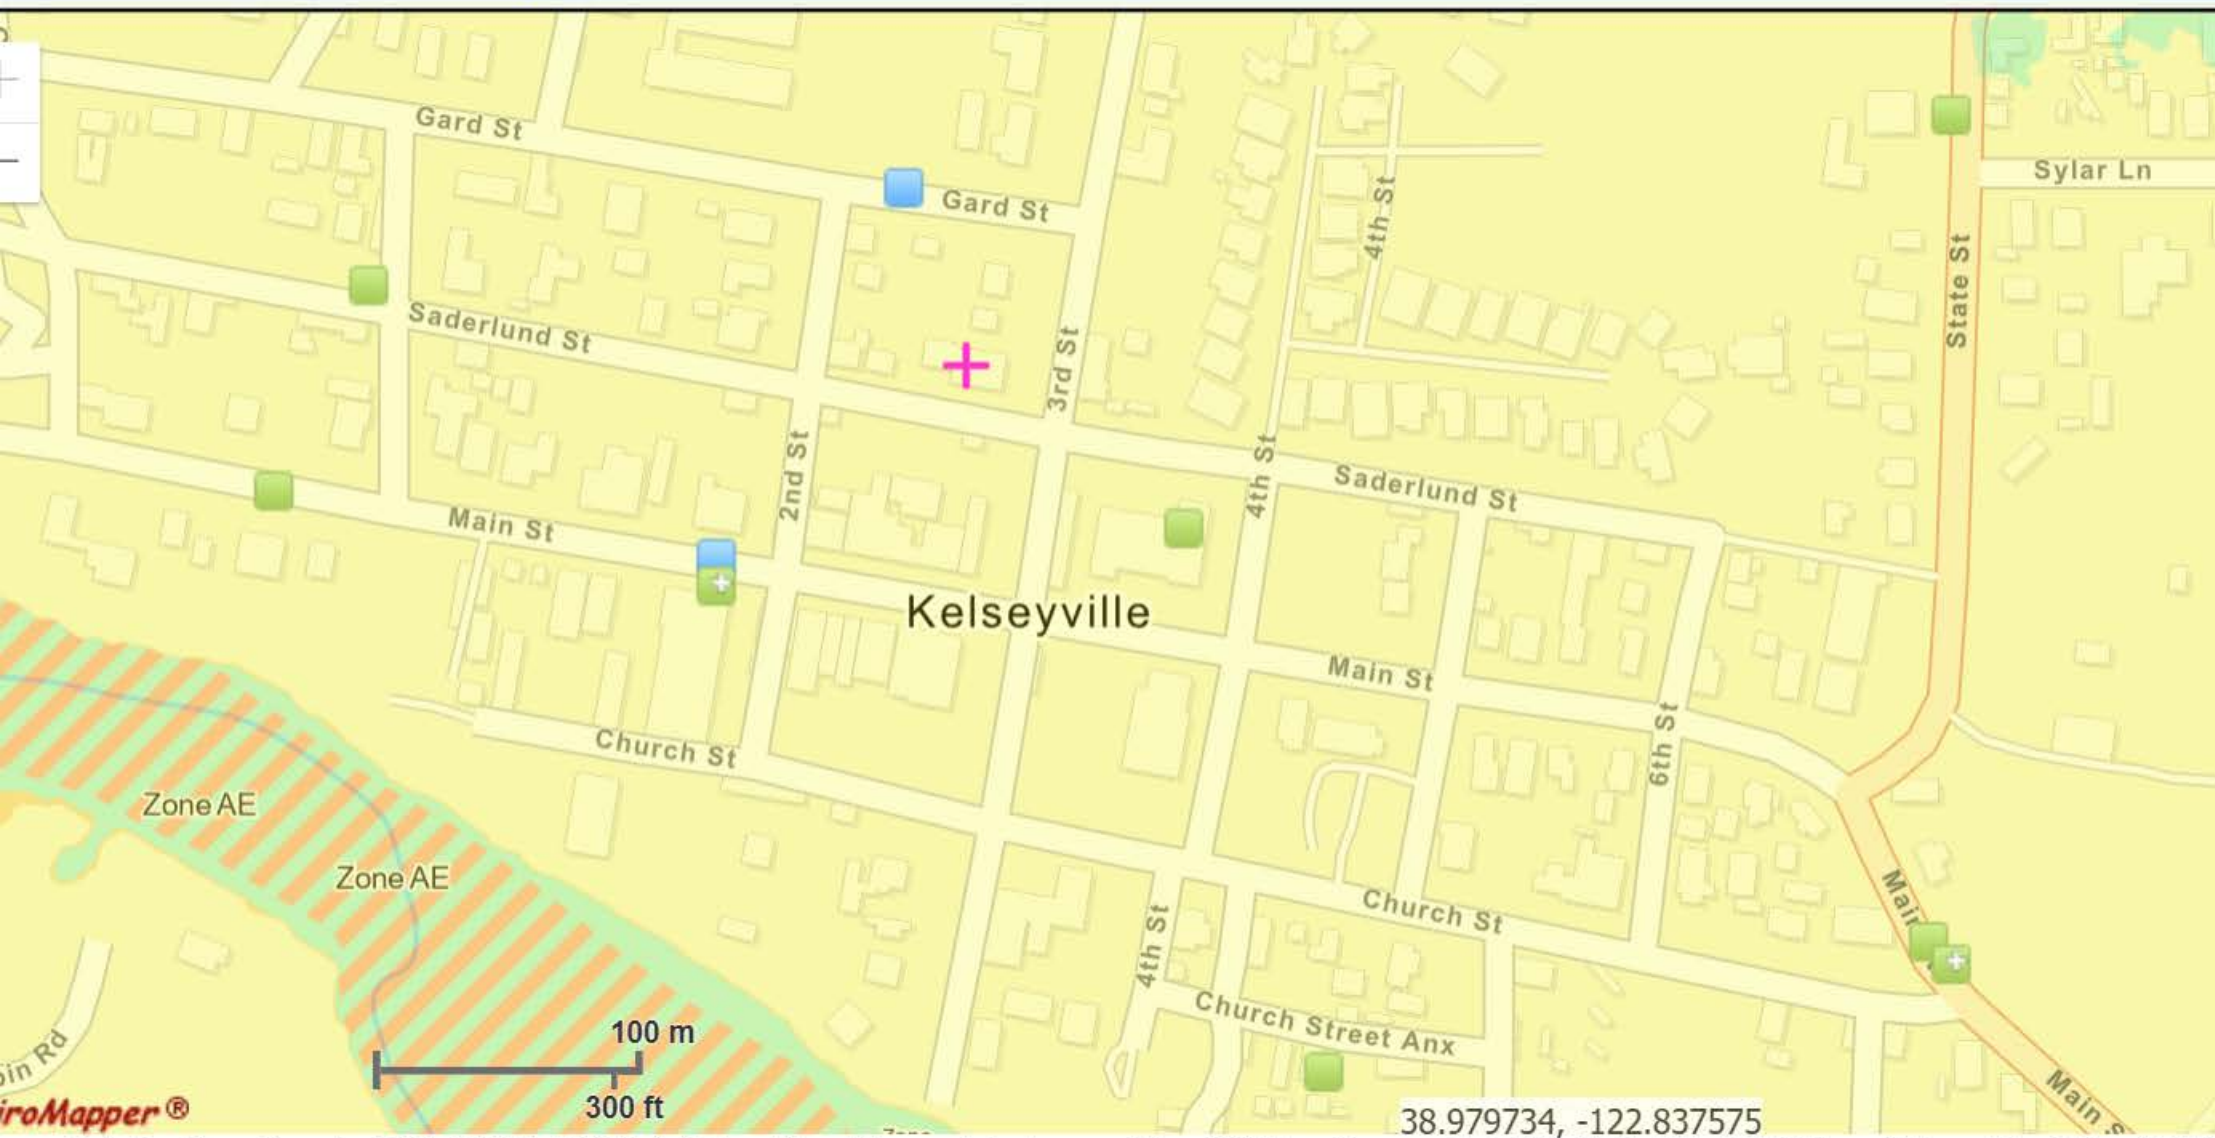 Gard St
Gard St
Sylar Ln
4th St
State St
Saderlund St
3rd St
2nd St
4th St
Saderlund St
Main St
Kelseyville
Main St
6th St
Church St
Zone AE
Zone AE
Church St
4th St
Church Street Anx
100 m
300 ft
38.979734, -122.837575
Main S